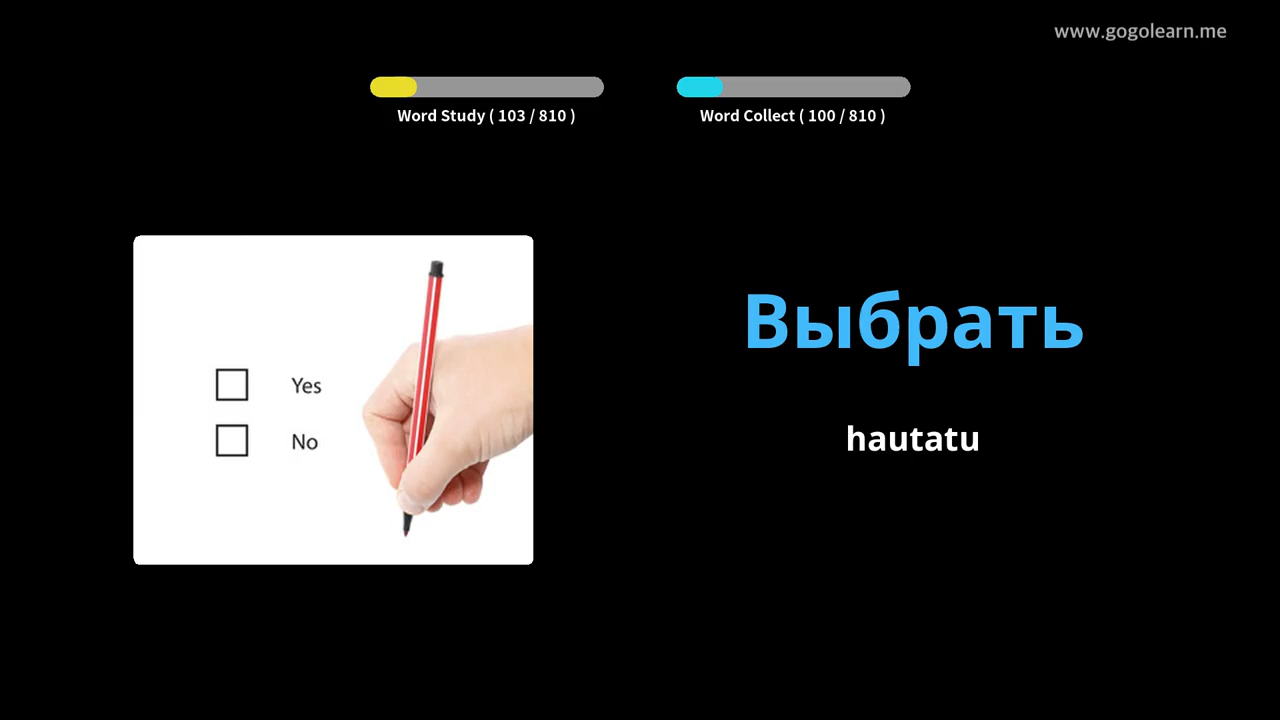 www.gogolearn.me
Word Study ( 103 / 810 )
Word Collect ( 100 / 810 )
Yes
No
Выбрать
hautatu